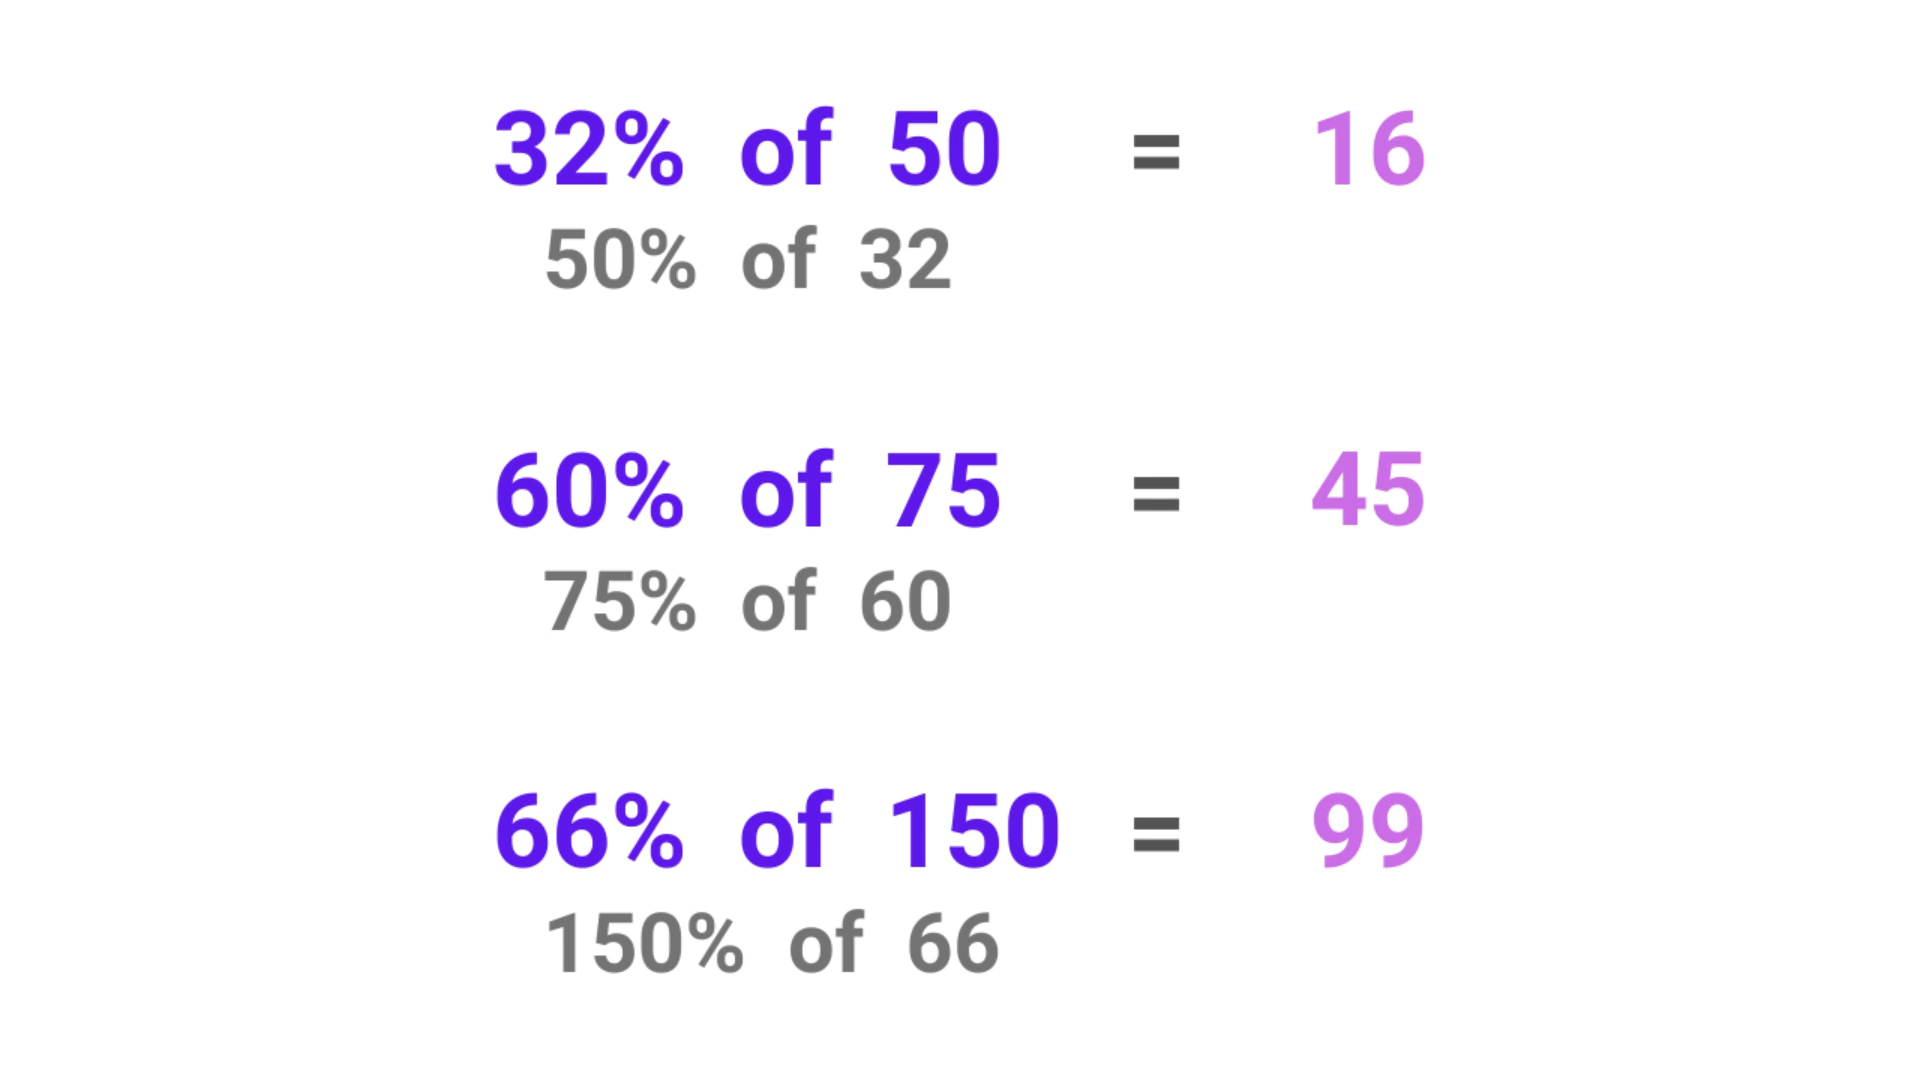 32% of 50 = 16
50% of 32
60% of 75 = 45
75% of 60
66% of 150 = 99
150% of 66